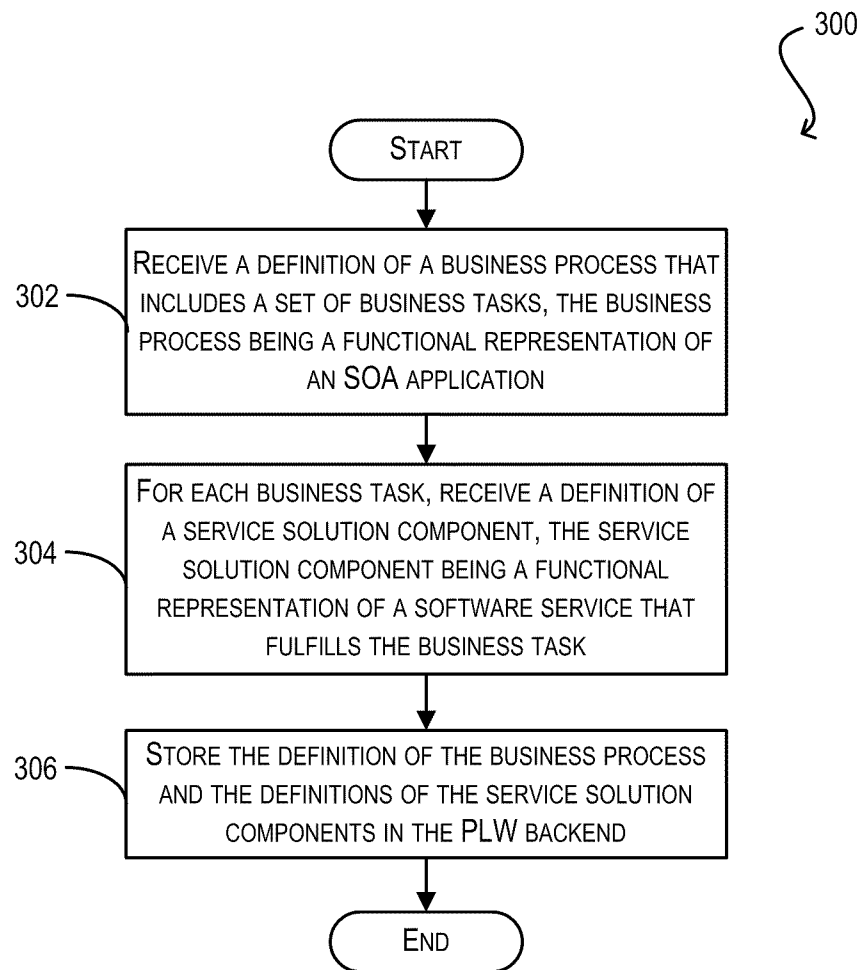 300
START
302
RECEIVE A DEFINITION OF A BUSINESS PROCESS THAT
INCLUDES A SET OF BUSINESS TASKS, THE BUSINESS
PROCESS BEING A FUNCTIONAL REPRESENTATION OF
AN SOA APPLICATION
304
FOR EACH BUSINESS TASK, RECEIVE A DEFINITION OF
A SERVICE SOLUTION COMPONENT, THE SERVICE
SOLUTION COMPONENT BEING A FUNCTIONAL
REPRESENTATION OF A SOFTWARE SERVICE THAT
FULFILLS THE BUSINESS TASK
306
STORE THE DEFINITION OF THE BUSINESS PROCESS
AND THE DEFINITIONS OF THE SERVICE SOLUTION
COMPONENTS IN THE PLW BACKEND
END